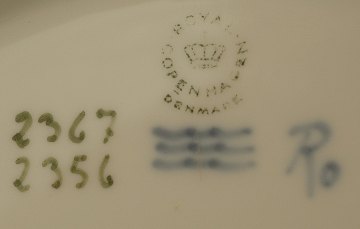 ROYAL
COPENHAGEN
DENMARK
2367
2356
Ro